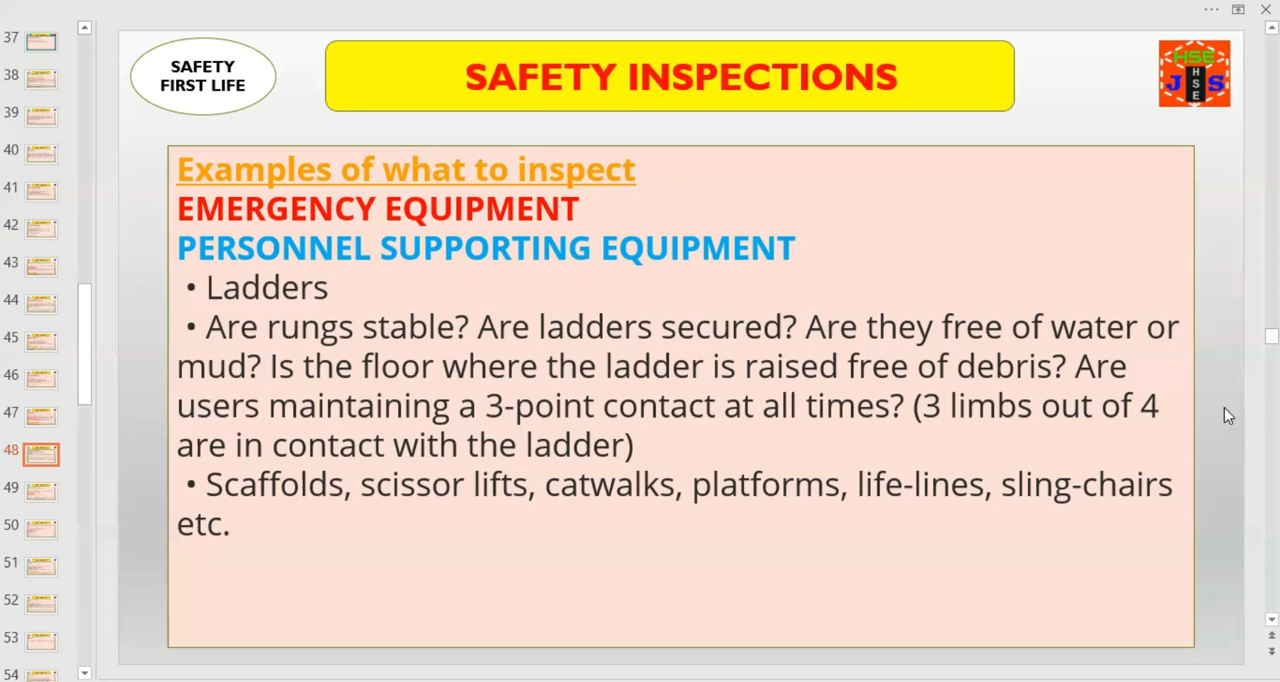 37
38
39
40
41
42
43
44
45
46
47
48
49
50
51
52
53
54
SAFETY
FIRST LIFE
SAFETY INSPECTIONS
HSE
J HSE S
Examples of what to inspect
EMERGENCY EQUIPMENT
PERSONNEL SUPPORTING EQUIPMENT
• Ladders
• Are rungs stable? Are ladders secured? Are they free of water or
mud? Is the floor where the ladder is raised free of debris? Are
users maintaining a 3-point contact at all times? (3 limbs out of 4
are in contact with the ladder)
• Scaffolds, scissor lifts, catwalks, platforms, life-lines, sling-chairs
etc.